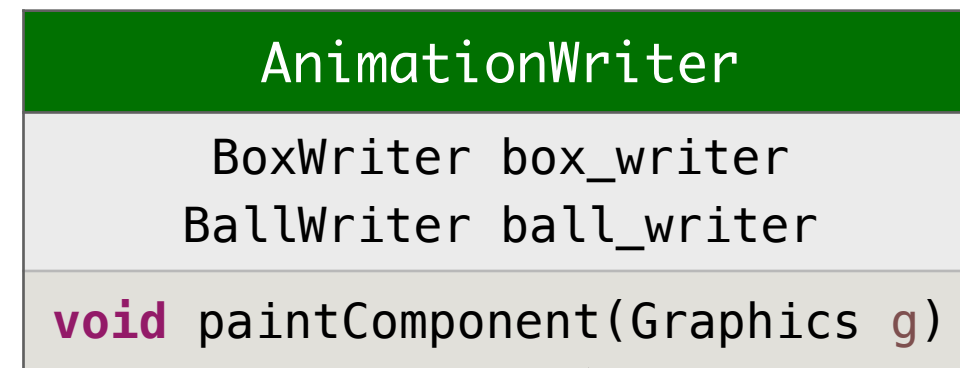 AnimationWriter
BoxWriter box_writer
BallWriter ball_writer
void paintComponent(Graphics g)